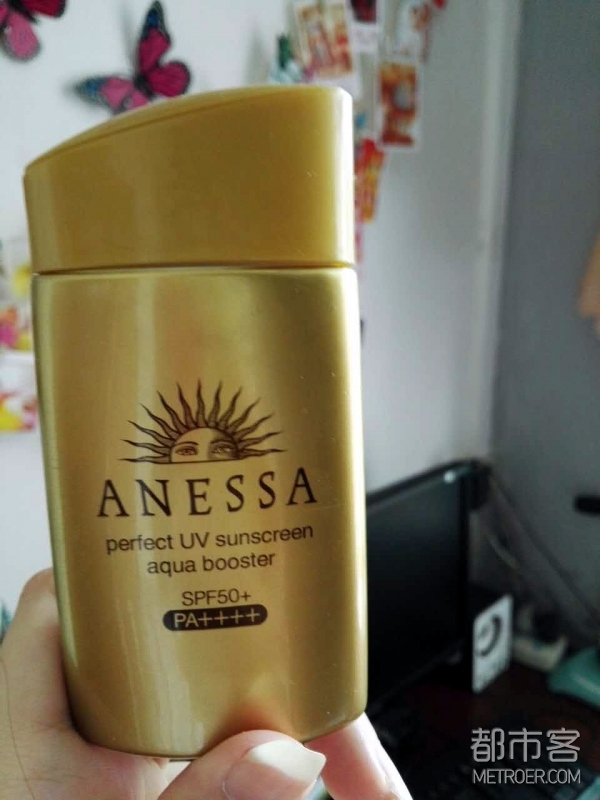 ANESSA
perfect UV sunscreen
aqua booster
SPF50+
PA++++
都市客
METROER.COM